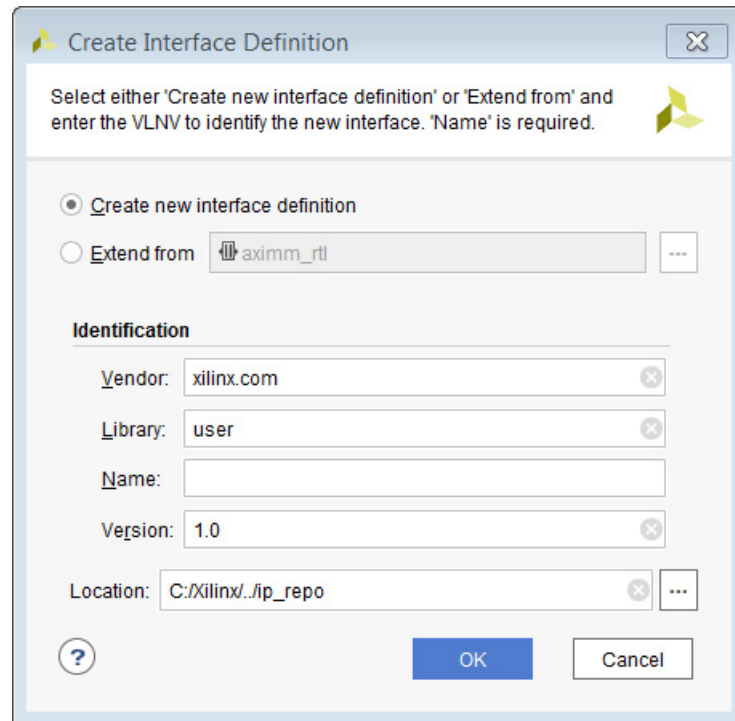 Create Interface Definition
Select either 'Create new interface definition' or 'Extend from' and
enter the VLNV to identify the new interface. 'Name' is required.
Create new interface definition
Extend from aximm_rtl ...
Identification
Vendor: xilinx.com
Library: user
Name:
Version: 1.0
Location: C:/Xilinx/../ip_repo ...
? OK Cancel